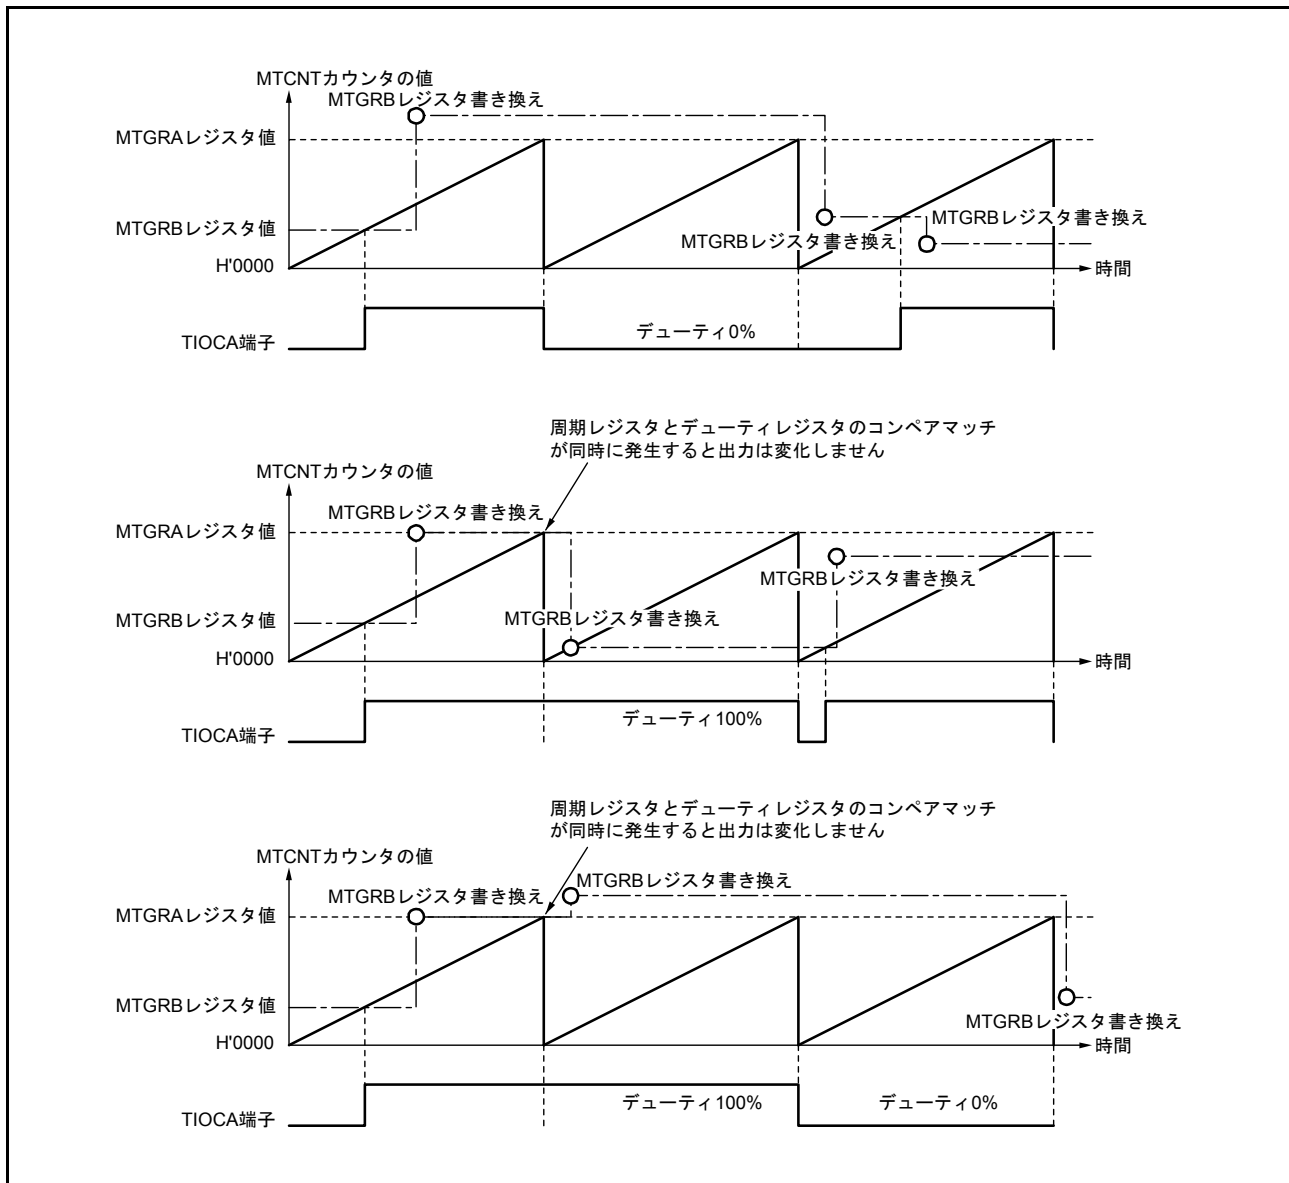 MTCNTカウンタの値
MTGRBレジスタ書き換え
MTGRAレジスタ値
MTGRBレジスタ値
MTGRBレジスタ書き換え
MTGRBレジスタ書き換え
H'0000
時間
デューティ0%
TIOCA端子
周期レジスタとデューティレジスタのコンペアマッチ
が同時に発生すると出力は変化しません
MTCNTカウンタの値
MTGRBレジスタ書き換え
MTGRAレジスタ値
MTGRBレジスタ書き換え
MTGRBレジスタ値
MTGRBレジスタ書き換え
H'0000
時間
デューティ100%
TIOCA端子
周期レジスタとデューティレジスタのコンペアマッチ
が同時に発生すると出力は変化しません
MTCNTカウンタの値
MTGRBレジスタ書き換え
MTGRBレジスタ書き換え
MTGRAレジスタ値
MTGRBレジスタ値
MTGRBレジスタ書き換え
H'0000
時間
デューティ100%
デューティ0%
TIOCA端子